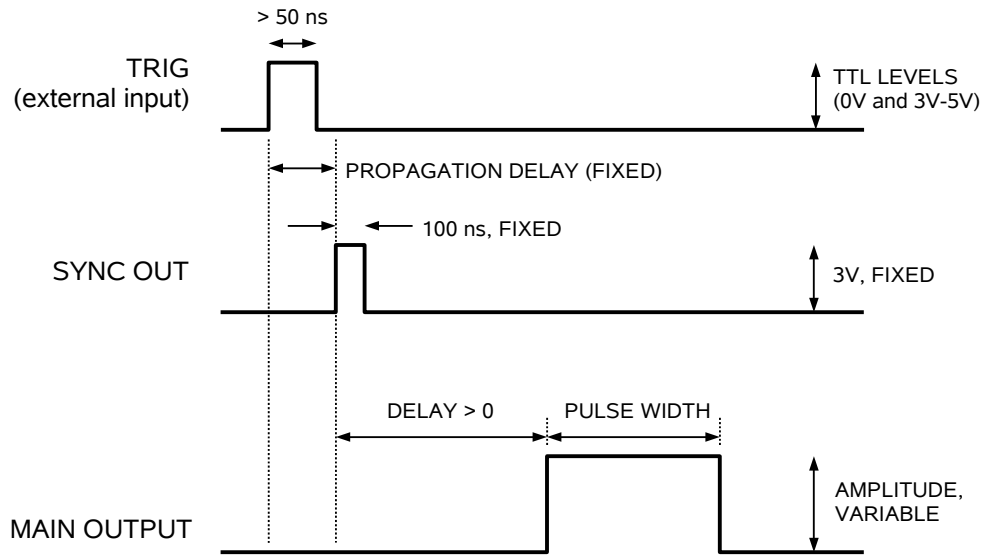 > 50 ns
TRIG
(external input)
TTL LEVELS
(0V and 3V-5V)
PROPAGATION DELAY (FIXED)
100 ns, FIXED
SYNC OUT
3V, FIXED
DELAY > 0
PULSE WIDTH
MAIN OUTPUT
AMPLITUDE,
VARIABLE